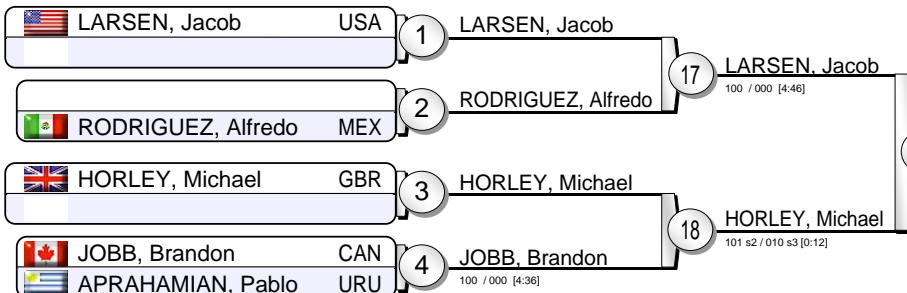 LARSEN, Jacob USA
1
LARSEN, Jacob
17
LARSEN, Jacob
100 / 000 [4:46]
2
RODRIGUEZ, Alfredo
RODRIGUEZ, Alfredo MEX
HORLEY, Michael GBR
3
HORLEY, Michael
18
HORLEY, Michael
101 s2 / 010 s3 [0:12]
JOBB, Brandon CAN
4
JOBB, Brandon
100 / 000 [4:36]
APRAHAMIAN, Pablo URU